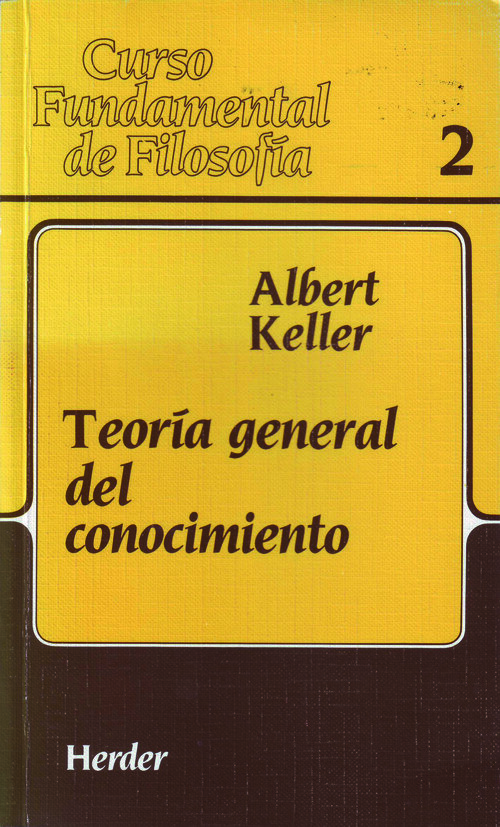 Curso
Fundamental
de Filosofía
2
Albert
Keller
Teoría general
del
conocimiento
Herder